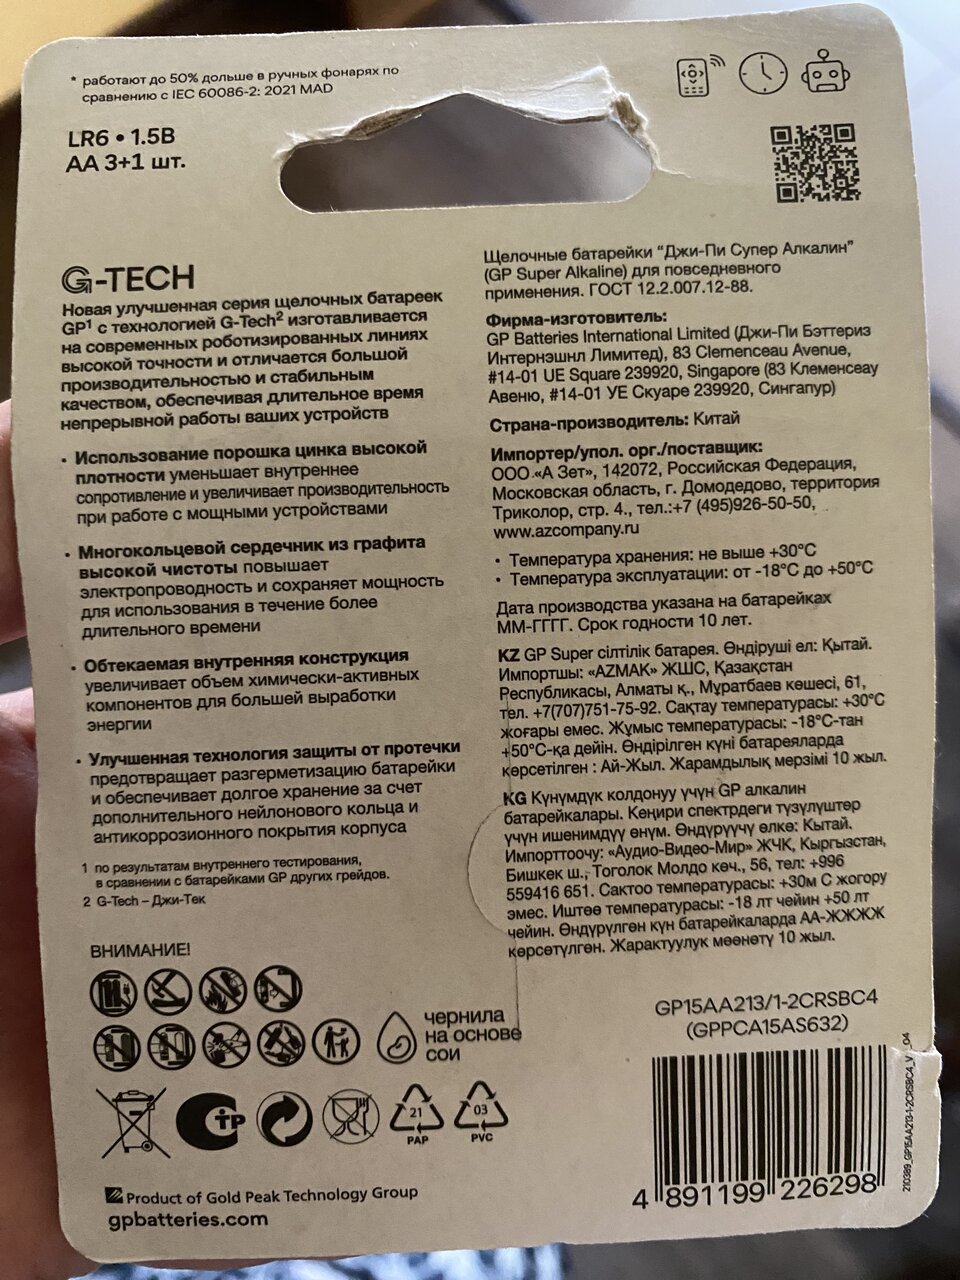 * работают до 50% дольше в ручных фонарях по
сравнению с IEC 60086-2: 2021 MAD
LR6 • 1.5В
АА 3+1 шт.
G-TECH
Новая улучшенная серия щелочных батареек
GP¹ с технологией G-Tech² изготавливается
на современных роботизированных линиях
высокой точности и отличается большой
производительностью и стабильным
качеством, обеспечивая длительное время
непрерывной работы ваших устройств
• Использование порошка цинка высокой
плотности уменьшает внутреннее
сопротивление и увеличивает производительность
при работе с мощными устройствами
• Многокольцевой сердечник из графита
высокой чистоты повышает
электропроводность и сохраняет мощность
для использования в течение более
длительного времени
• Обтекаемая внутренняя конструкция
увеличивает объем химически-активных
компонентов для большей выработки
энергии
• Улучшенная технология защиты от протечки
предотвращает разгерметизацию батарейки
и обеспечивает долгое хранение за счет
дополнительного нейлонового кольца и
антикоррозионного покрытия корпуса
1 по результатам внутреннего тестирования,
в сравнении с батарейками GP других грейдов.
2 G-Tech – Джи-Тек
ВНИМАНИЕ!
чернила
на основе
сои
21
PAP
03
PVC
Product of Gold Peak Technology Group
gpbatteries.com
Щелочные батарейки "Джи-Пи Супер Алкалин"
(GP Super Alkaline) для повседневного
применения. ГОСТ 12.2.007.12-88.
Фирма-изготовитель:
GP Batteries International Limited (Джи-Пи Бэттериз
Интернэшнл Лимитед), 83 Clemenceau Avenue,
#14-01 UE Square 239920, Singapore (83 Клеменсеау
Авеню, #14-01 УЕ Скуаре 239920, Сингапур)
Страна-производитель: Китай
Импортер/упол. орг./поставщик:
ООО «А Зет», 142072, Российская Федерация,
Московская область, г. Домодедово, территория
Триколор, стр. 4., тел.:+7 (495)926-50-50,
www.azcompany.ru
• Температура хранения: не выше +30°C
• Температура эксплуатации: от -18°C до +50°C
Дата производства указана на батарейках
ММ-ГГГГ. Срок годности 10 лет.
KZ GP Super сілтілік батарея. Өндіруші ел: Қытай.
Импортшы: «AZMAK» ЖШС, Қазақстан
Республикасы, Алматы қ., Мұратбаев көшесі, 61,
тел. +7(707)751-75-92. Сақтау температурасы: +30°C
жоғары емес. Жұмыс температурасы: -18°C-тан
+50°C-қа дейін. Өндірілген күні батареяларда
көрсетілген : Ай-Жыл. Жарамдылық мерзімі 10 жыл.
KG Күнүмдүк колдонуу үчүн GP алкалин
батарейкалары. Кеңири спектрдеги түзүлүштөр
үчүн ишенимдүү өнүм. Өндүрүүчү өлкө: Кытай.
Импорттоочу: «Аудио-Видео-Мир» ЖЧК, Кыргызстан,
Бишкек ш., Тоголок Молдо көч., 56, тел: +996
559416 651. Сактоо температурасы: +30м С жогору
эмес. Иштөө температурасы: -18 лт чейин +50 лт
чейин. Өндүрүлгөн күн батарейкаларда АА-ЖЖЖЖ
көрсөтүлгөн. Жарактуулук мөөнөтү 10 жыл.
GP15AA213/1-2CRSBC4
(GPPCA15AS632)
4 891199 226298